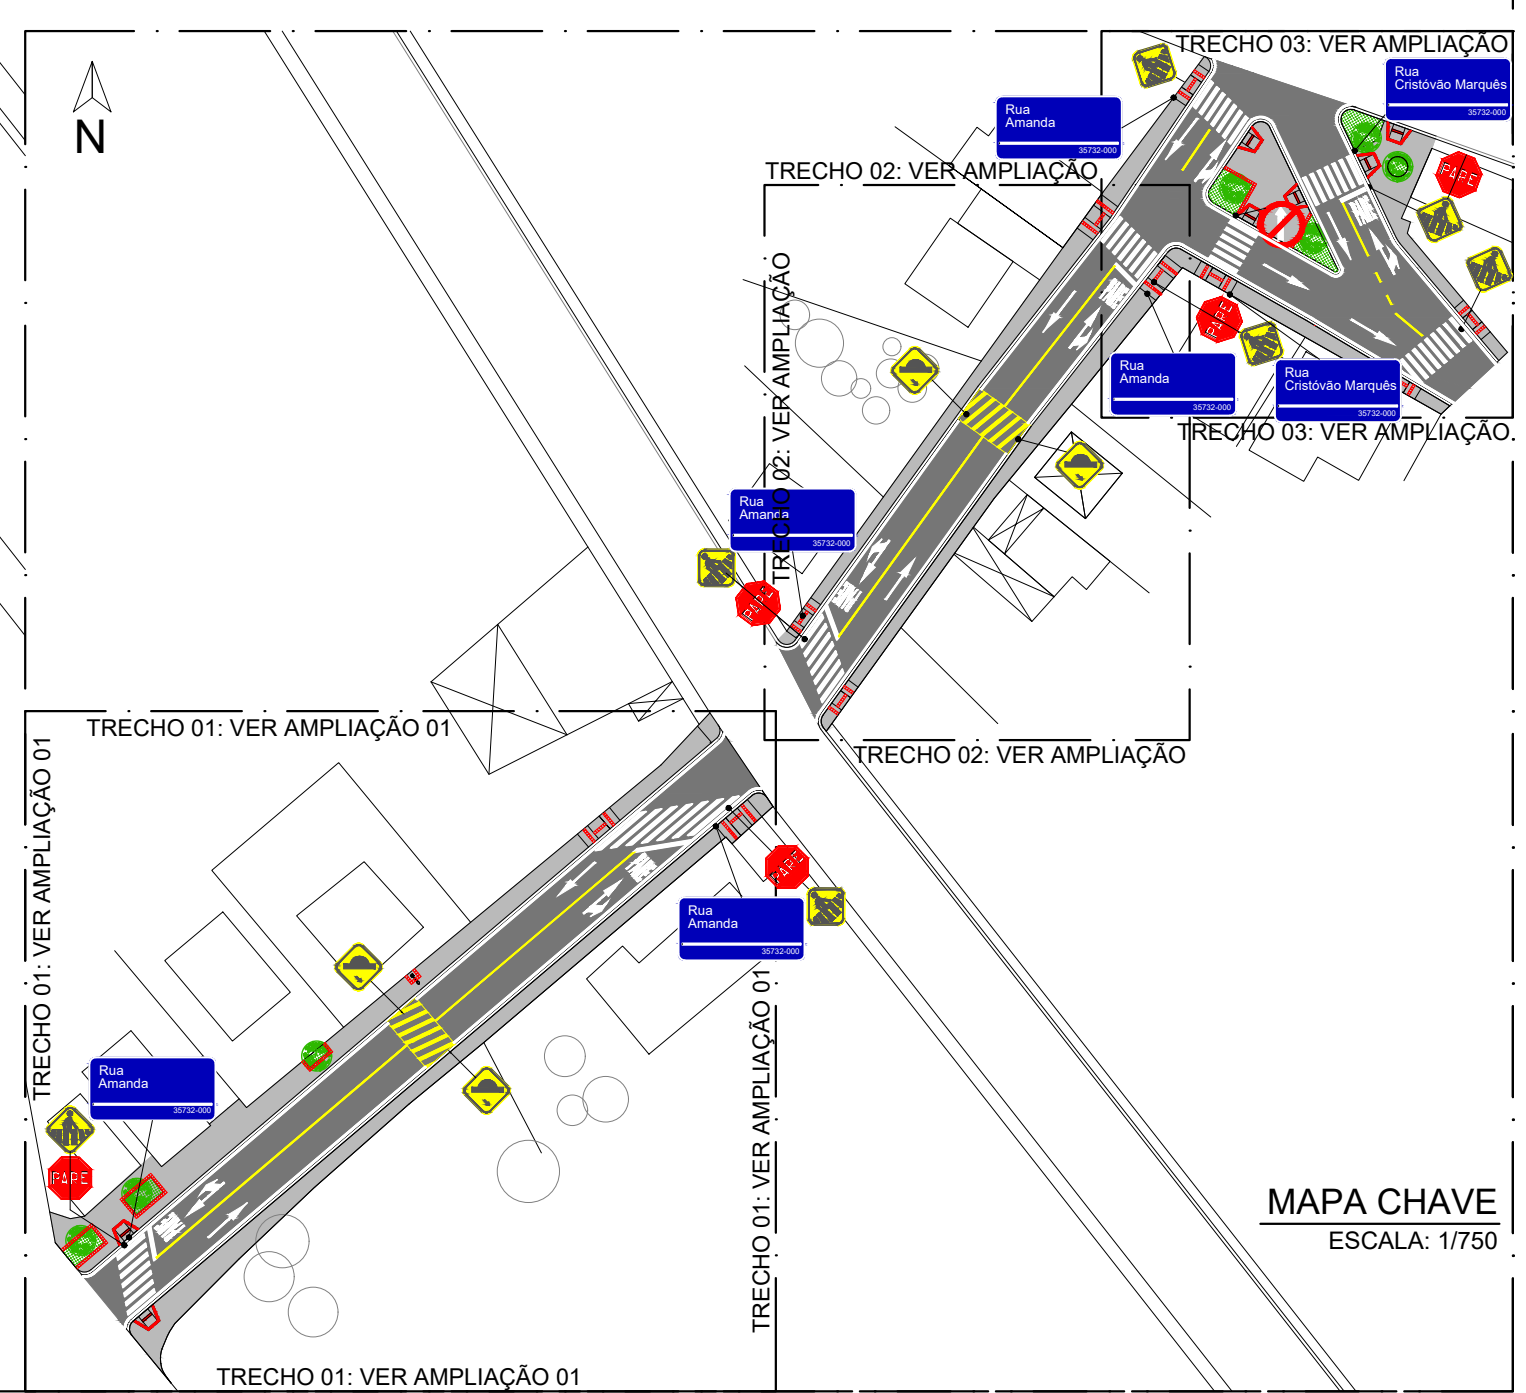 TRECHO 03: VER AMPLIAÇÃO
Rua
Cristóvão Marquês
35732-000
N
Rua
Amanda
35732-000
TRECHO 02: VER AMPLIAÇÃO
PARE
TRECHO 02: VER AMPLIAÇÃO
PARE
Rua
Amanda
35732-000
Rua
Cristóvão Marquês
35732-000
TRECHO 03: VER AMPLIAÇÃO
Rua
Amanda
35732-000
PARE
TRECHO 01: VER AMPLIAÇÃO 01
TRECHO 02: VER AMPLIAÇÃO
TRECHO 01: VER AMPLIAÇÃO 01
PARE
Rua
Amanda
35732-000
TRECHO 01: VER AMPLIAÇÃO 01
Rua
Amanda
35732-000
PARE
MAPA CHAVE
ESCALA: 1/750
TRECHO 01: VER AMPLIAÇÃO 01